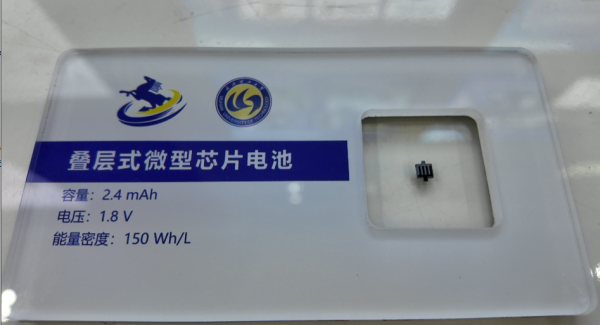 叠层式微型芯片电池
容量：2.4 mAh
电压：1.8 V
能量密度：150 Wh/L